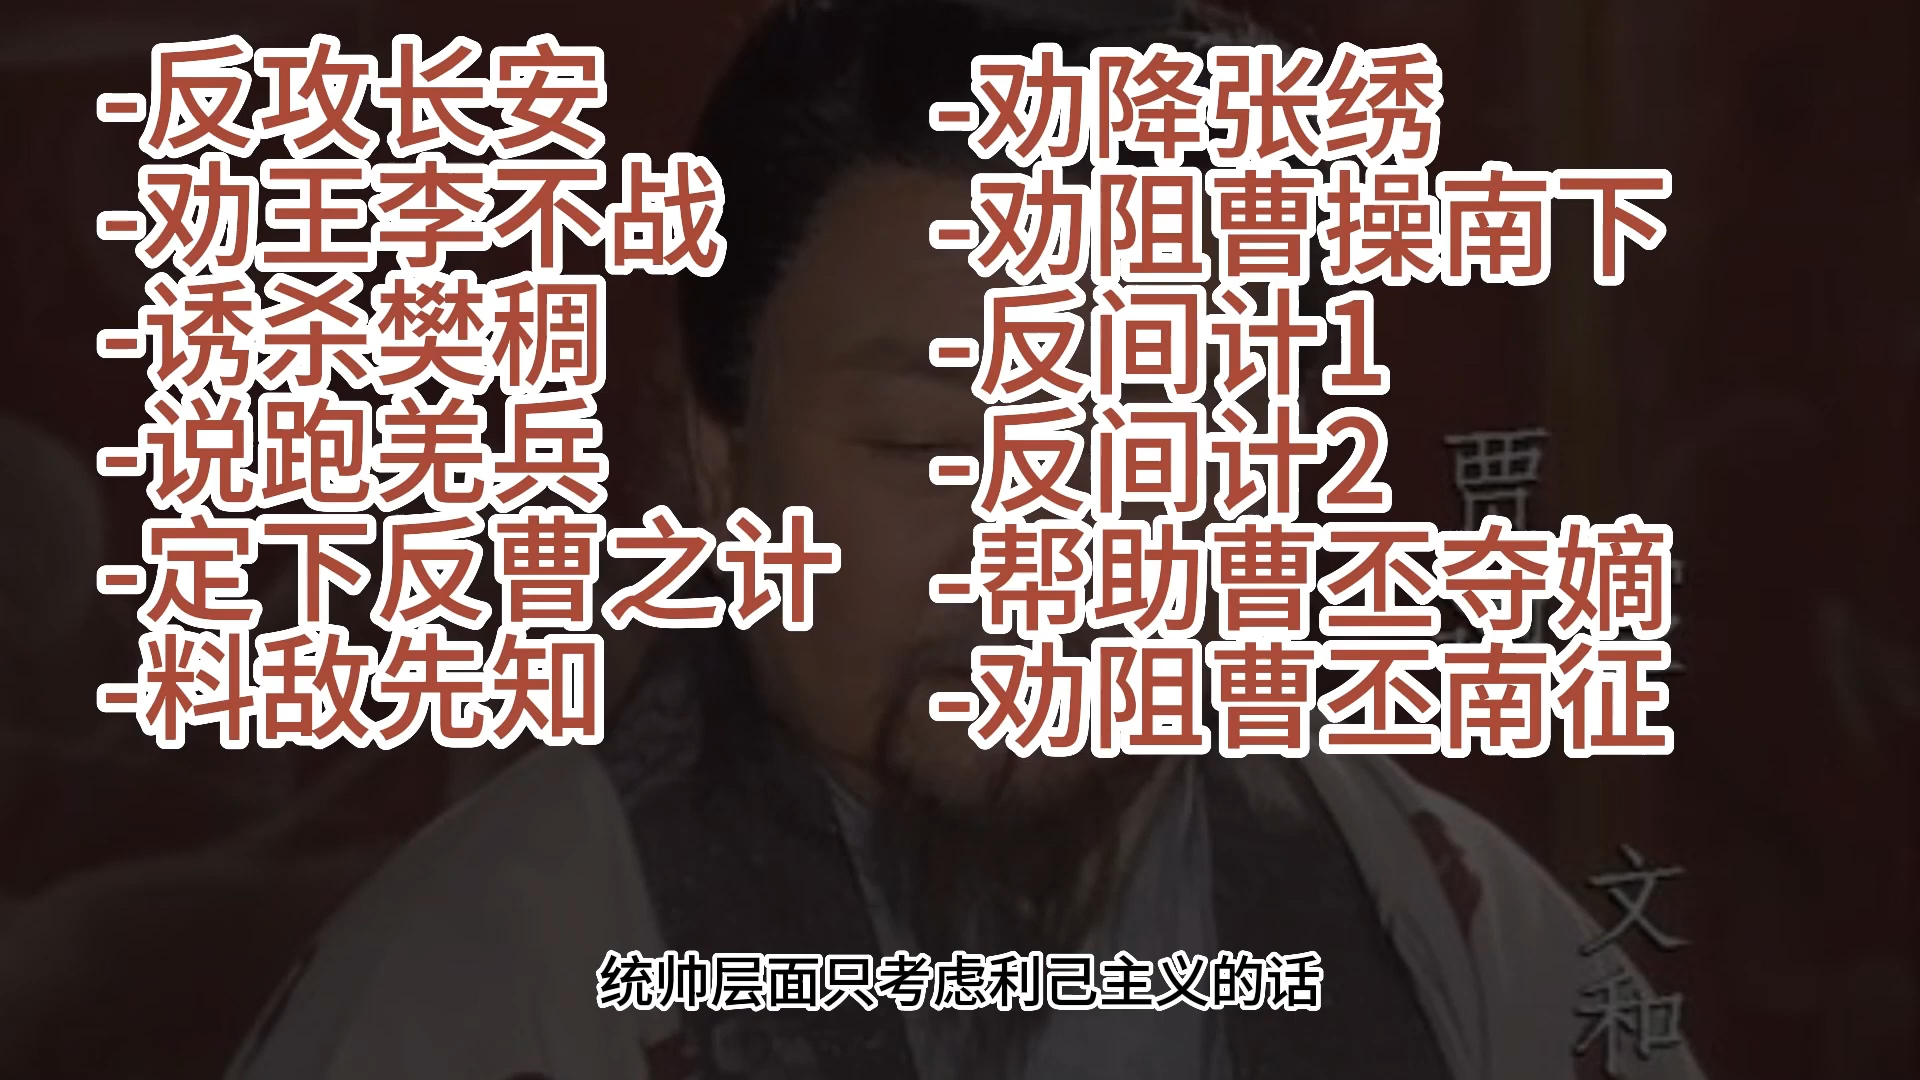 -反攻长安
-劝王李不战
-诱杀樊稠
-说跑羌兵
-定下反曹之计
-料敌先知
-劝降张绣
-劝阻曹操南下
-反间计1
-反间计2
-帮助曹丕夺嫡
-劝阻曹丕南征
贾
文和
统帅层面只考虑利己主义的话